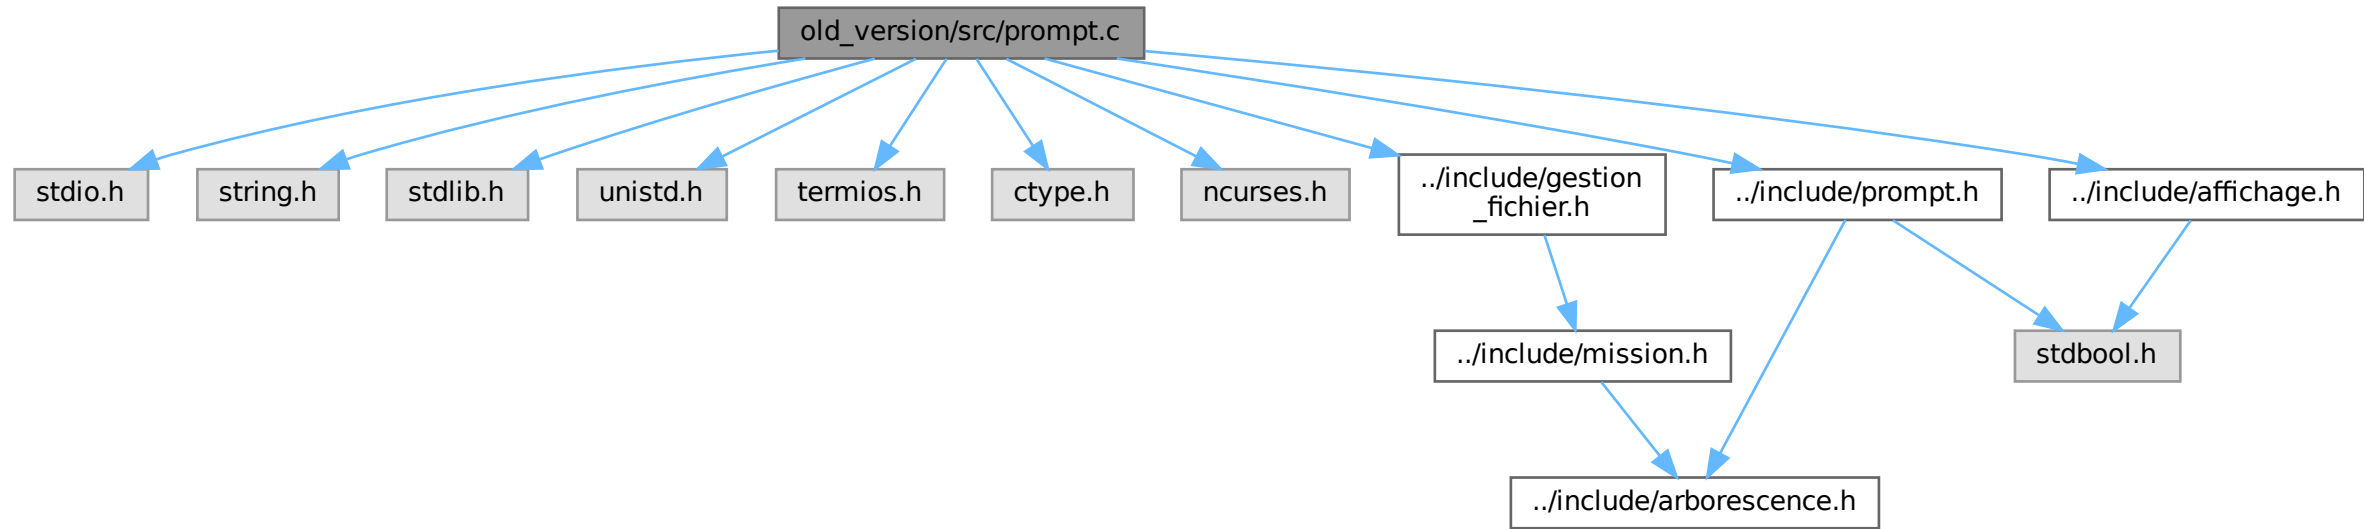 old_version/src/prompt.c
stdio.h
string.h
stdlib.h
unistd.h
termios.h
ctype.h
ncurses.h
../include/gestion
_fichier.h
../include/prompt.h
../include/affichage.h
../include/mission.h
stdbool.h
../include/arborescence.h